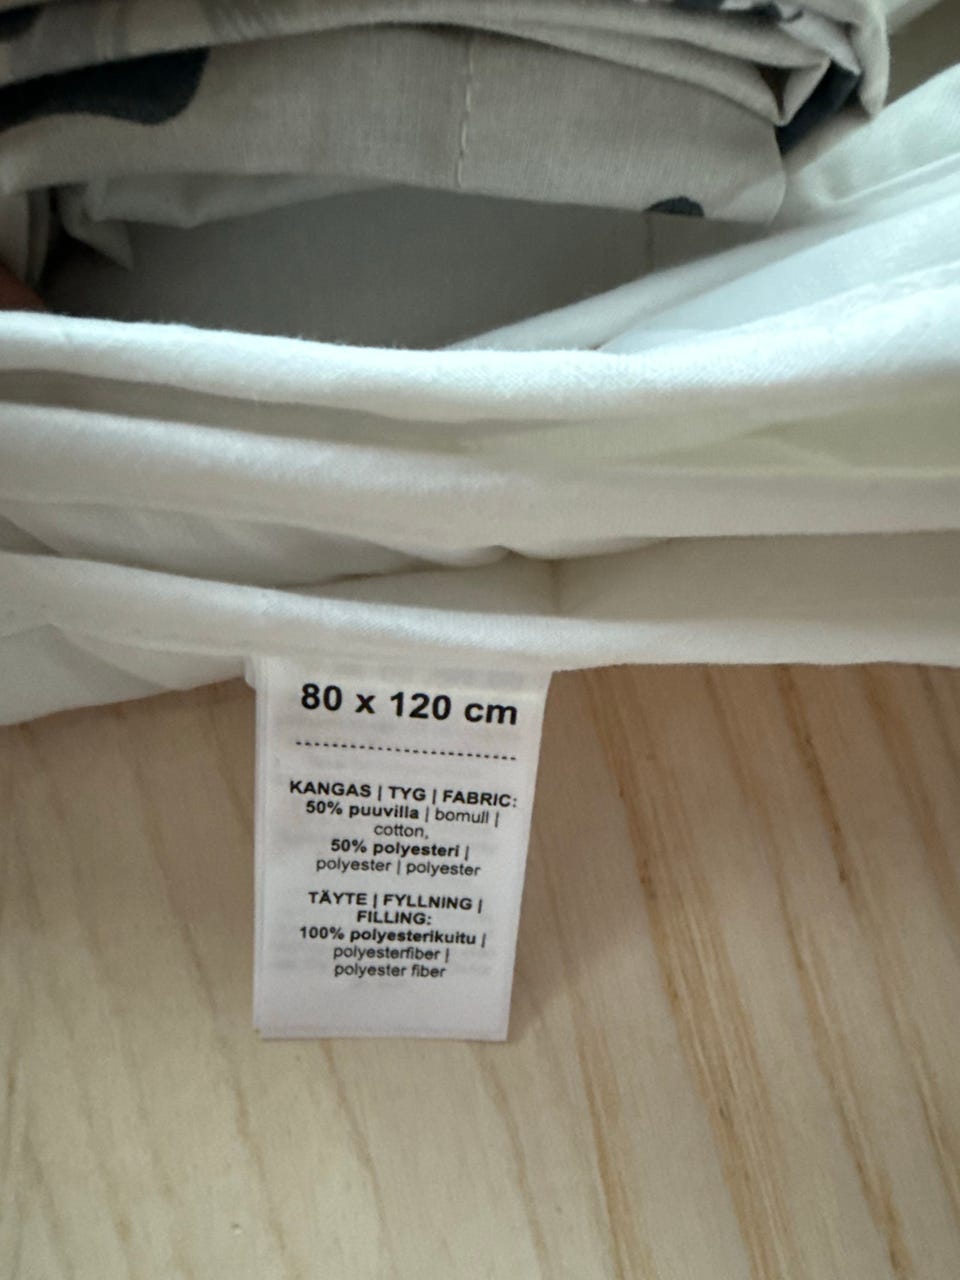 80 x 120 cm
KANGAS | TYG | FABRIC:
50% puuvilla | bomull |
cotton,
50% polyesteri |
polyester | polyester
TÄYTE | FYLLNING |
FILLING:
100% polyesterikuitu |
polyesterfiber |
polyester fiber